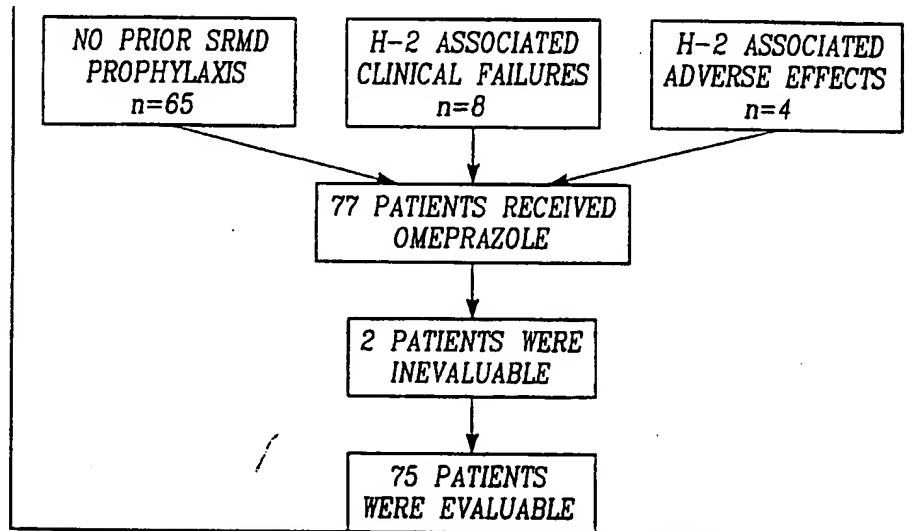 NO PRIOR SRMD
PROPHYLAXIS
n=65
H-2 ASSOCIATED
CLINICAL FAILURES
n=8
H-2 ASSOCIATED
ADVERSE EFFECTS
n=4
77 PATIENTS RECEIVED
OMEPRAZOLE
2 PATIENTS WERE
INEVALUABLE
75 PATIENTS
WERE EVALUABLE